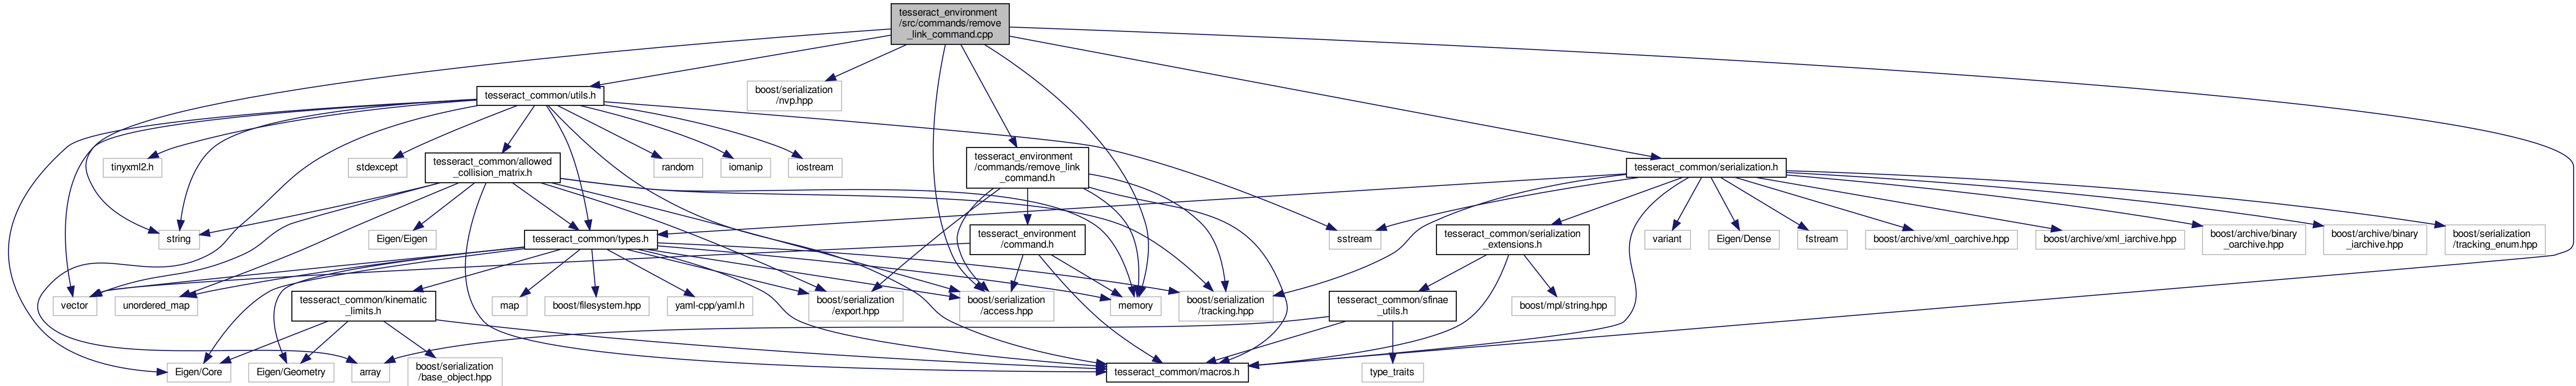 tesseract_environment
/src/commands/remove
_link_command.cpp
boost/serialization
/nvp.hpp
tesseract_common/utils.h
tinyxml2.h
stdexcept
tesseract_common/allowed
_collision_matrix.h
random
iomanip
iostream
tesseract_environment
/commands/remove_link
_command.h
tesseract_common/serialization.h
string
Eigen/Eigen
tesseract_common/types.h
tesseract_environment
/command.h
sstream
tesseract_common/serialization
_extensions.h
variant
Eigen/Dense
fstream
boost/archive/xml_oarchive.hpp
boost/archive/xml_iarchive.hpp
boost/archive/binary
_oarchive.hpp
boost/archive/binary
_iarchive.hpp
boost/serialization
/tracking_enum.hpp
vector
unordered_map
tesseract_common/kinematic
_limits.h
map
boost/filesystem.hpp
yaml-cpp/yaml.h
boost/serialization
/export.hpp
boost/serialization
/access.hpp
memory
boost/serialization
/tracking.hpp
tesseract_common/sfinae
_utils.h
boost/mpl/string.hpp
Eigen/Core
Eigen/Geometry
array
boost/serialization
/base_object.hpp
tesseract_common/macros.h
type_traits